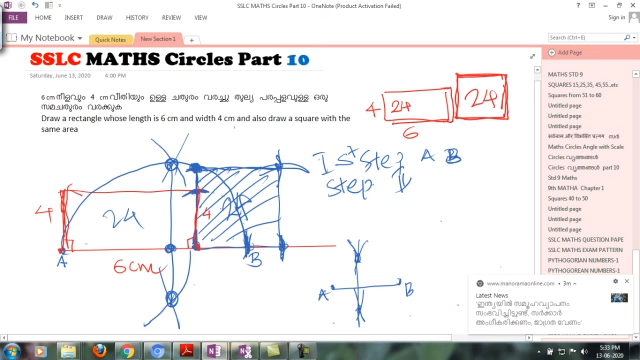 SSLC MATHS Circles Part 10 - OneNote (Product Activation Failed)
FILE HOME INSERT DRAW HISTORY REVIEW VIEW
My Notebook Quick Notes New Section 1
SSLC MATHS Circles Part 10
Saturday, June 13, 2020 4:00 PM
6 cm നീളവും 4 cm വീതിയും ഉള്ള ചതുരം വരച്ചു തുല്യ പരപ്പളവുള്ള ഒരു
സമചതുരം വരക്കുക
Draw a rectangle whose length is 6 cm and width 4 cm and also draw a square with the
same area
4 24 24
6
I st Step A B
Step II
4 24 4 24
A 6cm B
A B
Add Page
MATHS STD 9
SQUARES 15,25,35, 45,55..etc
Squares from 51 to 60
Untitled page
Untitled page
Untitled page
Maths Circles Angle with Scale
Circles വൃത്തങ്ങൾ
Circles വൃത്തങ്ങൾ part 10
Std 9 Maths
9th MATHA Chapter 1
Squares 40 to 50
Untitled page
Untitled page
Untitled page
SSLC MATHS QUESTION PAPE
SSLC MATHS EXAM PATTERN
PYTHOGORIAN NUMBERS-1
PYTHAGORIAN NUMBERS-1
www.manoramaonline.com • 3m
Latest News
5:33 PM
13-06-2020